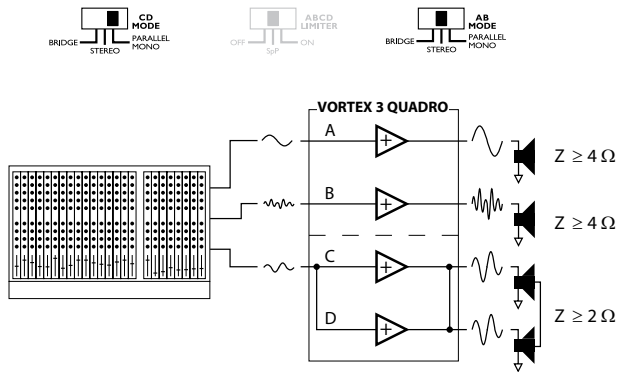 CD
MODE
BRIDGE
STEREO
PARALLEL
MONO
ABCD
LIMITER
OFF
SpP
ON
AB
MODE
BRIDGE
STEREO
PARALLEL
MONO
VORTEX 3 QUADRO
A
Z ≥ 4 Ω
B
Z ≥ 4 Ω
C
D
Z ≥ 2 Ω